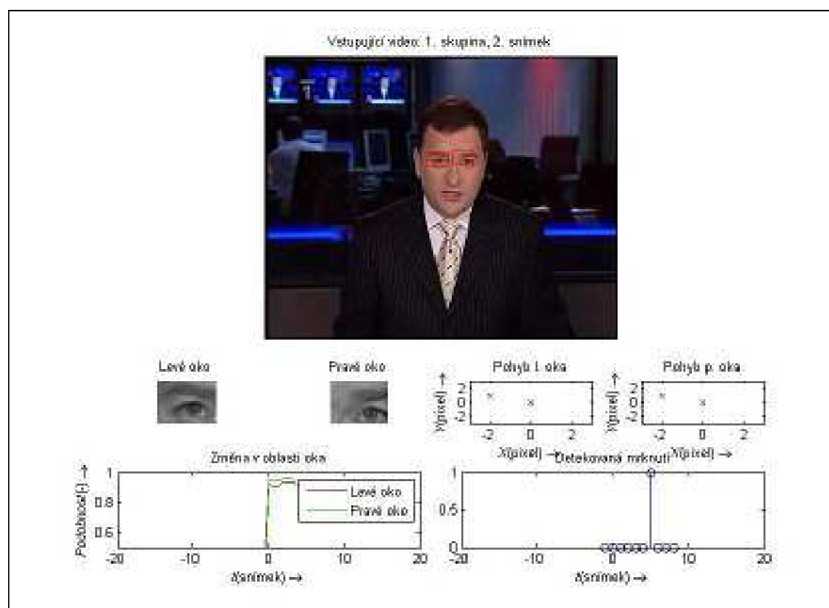 Vstupující video: 1. skupina, 2. snímek
1
Levé oko
Pravé oko
Pohyb l. oka
Pohyb p. oka
Y(pixel) →
2
0
-2
-2 0 2
X(pixel) →
Y(pixel) →
2
0
-2
-2 0 2
X(pixel) →
Změna v oblasti oka
Podobnost[-] →
1
0.8
0.6
-20 -10 0 10 20
t(snímek) →
Levé oko
Pravé oko
Detekovaná mrknutí
1
0.5
0
-20 -10 0 10 20
t(snímek) →